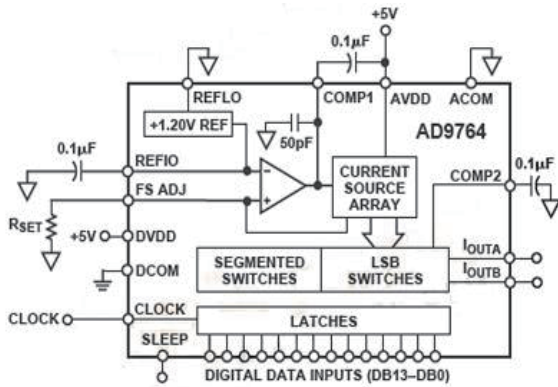 +5V
0.1µF
REFLO
COMP1
AVDD
ACOM
+1.20V REF
50pF
AD9764
0.1µF
REFIO
FS ADJ
−
+
CURRENT
SOURCE
ARRAY
COMP2
0.1µF
RSET
+5V
DVDD
DCOM
SEGMENTED
SWITCHES
LSB
SWITCHES
IOUTA
IOUTB
CLOCK
CLOCK
LATCHES
SLEEP
DIGITAL DATA INPUTS (DB13–DB0)